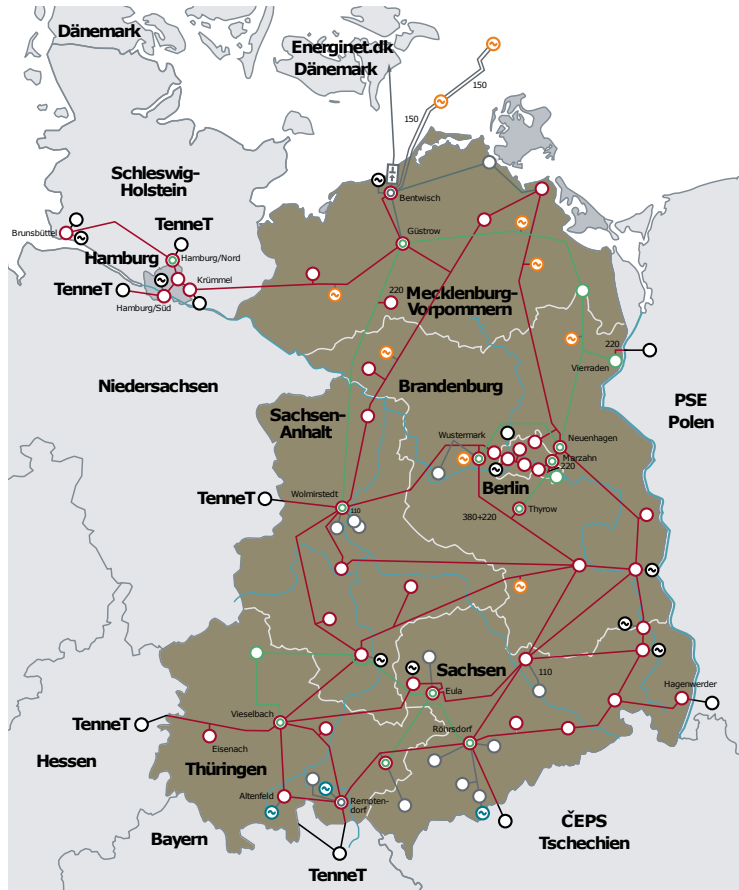 Dänemark
Energinet.dk
Dänemark
150
150
Schleswig-
Holstein
Bentwisch
TenneT
Brunsbüttel
Güstrow
Hamburg
Hamburg/Nord
Krümmel
TenneT
220
Mecklenburg-
Vorpommern
Hamburg/Süd
220
Vierraden
Niedersachsen
Brandenburg
PSE
Polen
Sachsen-
Anhalt
Wustermark
Neuenhagen
Marzahn
220
Berlin
TenneT
Wolmirstedt
110
380+220
Thyrow
Sachsen
110
Hagenwerder
Eula
TenneT
Vieselbach
Eisenach
Röhrsdorf
Hessen
Thüringen
Altenfeld
Remptendorf
Bayern
ČEPS
Tschechien
TenneT